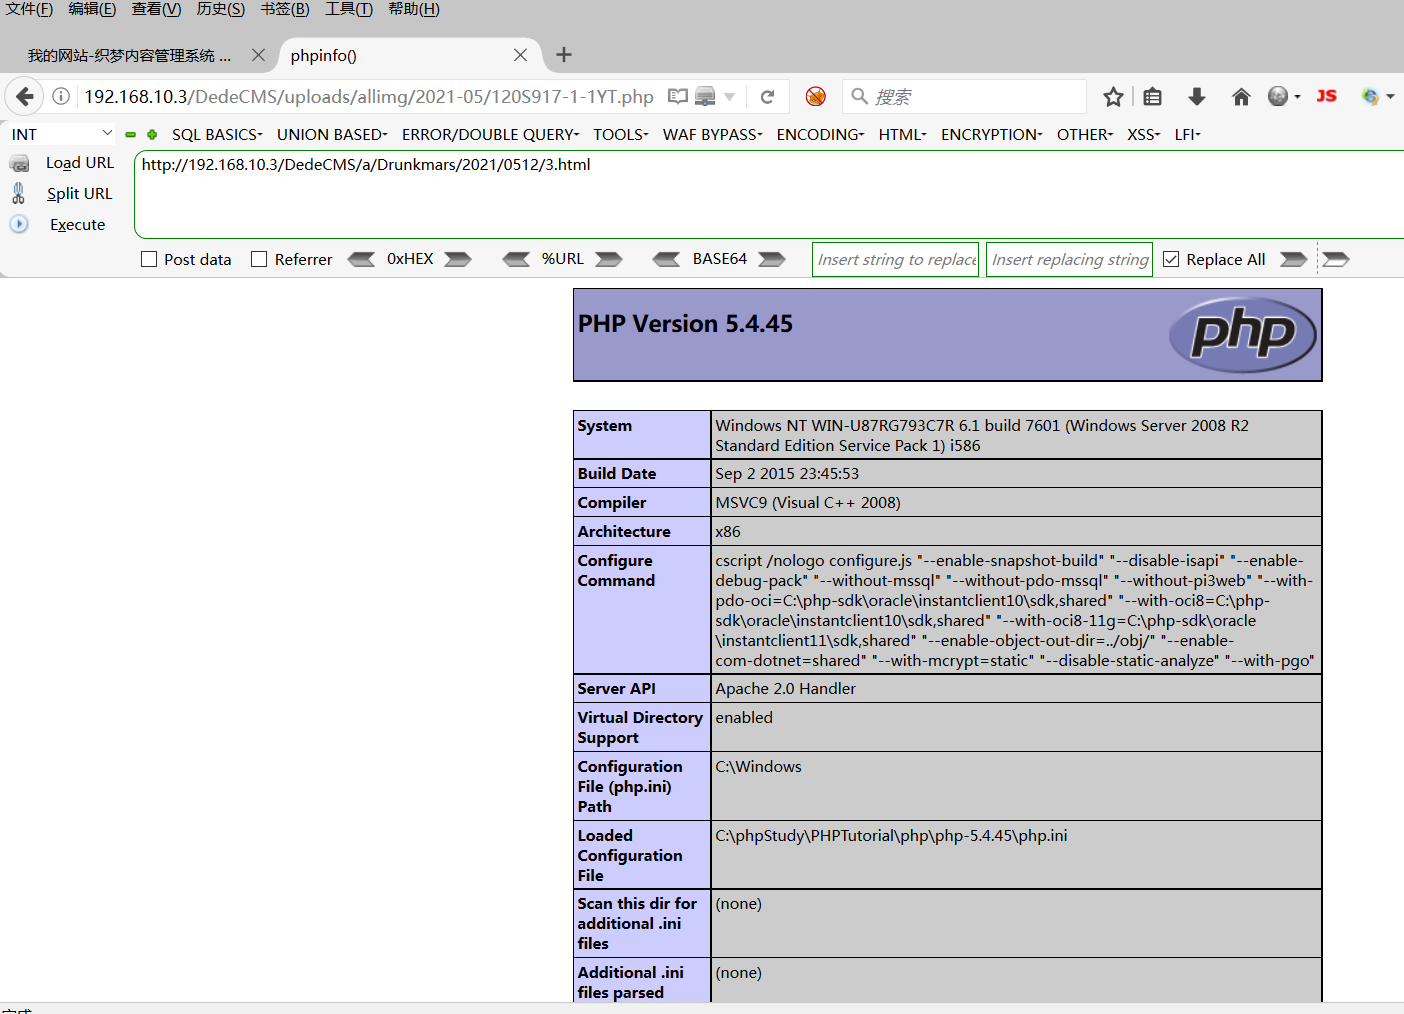 文件(F) 编辑(E) 查看(V) 历史(S) 书签(B) 工具(T) 帮助(H)
我的网站-织梦内容管理系统 ... phpinfo()
192.168.10.3/DedeCMS/uploads/allimg/2021-05/120S917-1-1YT.php 搜索 JS
INT SQL BASICS UNION BASED ERROR/DOUBLE QUERY TOOLS WAF BYPASS ENCODING HTML ENCRYPTION OTHER XSS LFI
Load URL http://192.168.10.3/DedeCMS/a/Drunkmars/2021/0512/3.html
Split URL
Execute
Post data Referrer 0xHEX %URL BASE64 Insert string to replace Insert replacing string Replace All
PHP Version 5.4.45 php
System Windows NT WIN-U87RG793C7R 6.1 build 7601 (Windows Server 2008 R2
Standard Edition Service Pack 1) i586
Build Date Sep 2 2015 23:45:53
Compiler MSVC9 (Visual C++ 2008)
Architecture x86
Configure
Command
cscript /nologo configure.js "--enable-snapshot-build" "--disable-isapi" "--enable-
debug-pack" "--without-mssql" "--without-pdo-mssql" "--without-pi3web" "--with-
pdo-oci=C:\php-sdk\oracle\instantclient10\sdk,shared" "--with-oci8=C:\php-
sdk\oracle\instantclient10\sdk,shared" "--with-oci8-11g=C:\php-sdk\oracle
\instantclient11\sdk,shared" "--enable-object-out-dir=../obj/" "--enable-
com-dotnet=shared" "--with-mcrypt=static" "--disable-static-analyze" "--with-pgo"
Server API Apache 2.0 Handler
Virtual Directory
Support
enabled
Configuration
File (php.ini)
Path
C:\Windows
Loaded
Configuration
File
C:\phpStudy\PHPTutorial\php\php-5.4.45\php.ini
Scan this dir for
additional .ini
files
(none)
Additional .ini
files parsed
(none)